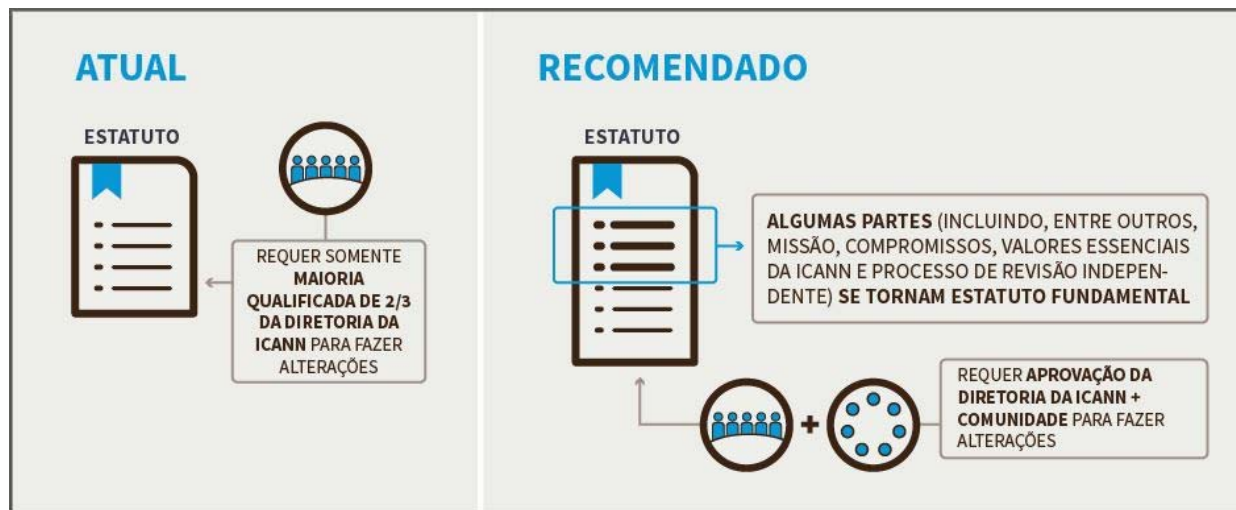 ATUAL
ESTATUTO
REQUER SOMENTE
MAIORIA
QUALIFICADA DE 2/3
DA DIRETORIA DA
ICANN PARA FAZER
ALTERAÇÕES
RECOMENDADO
ESTATUTO
ALGUMAS PARTES (INCLUINDO, ENTRE OUTROS,
MISSÃO, COMPROMISSOS, VALORES ESSENCIAIS
DA ICANN E PROCESSO DE REVISÃO INDEPEN-
DENTE) SE TORNAM ESTATUTO FUNDAMENTAL
+
REQUER APROVAÇÃO DA
DIRETORIA DA ICANN +
COMUNIDADE PARA FAZER
ALTERAÇÕES